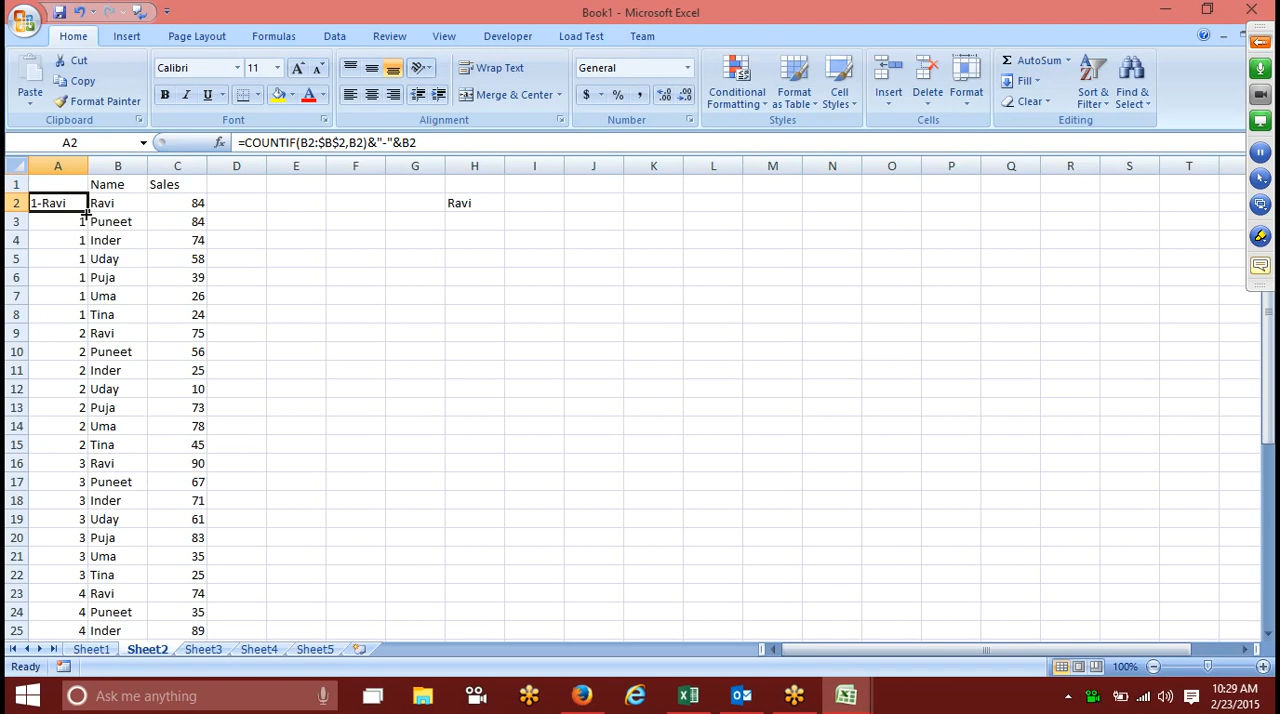 Book1 - Microsoft Excel
Home Insert Page Layout Formulas Data Review View Developer Load Test Team
Paste Cut Copy Format Painter Clipboard
Calibri 11 A A B I U A Font
Wrap Text Merge & Center Alignment
General $ % , Number
Conditional Formatting Format as Table Cell Styles Styles
Insert Delete Format Cells
AutoSum Fill Clear Sort & Filter Find & Select Editing
A2 fx =COUNTIF(B2:$B$2,B2)&"-"&B2
A B C D E F G H I J K L M N O P Q R S T
1 Name Sales
2 1-Ravi Ravi 84 Ravi
3 1 Puneet 84
4 1 Inder 74
5 1 Uday 58
6 1 Puja 39
7 1 Uma 26
8 1 Tina 24
9 2 Ravi 75
10 2 Puneet 56
11 2 Inder 25
12 2 Uday 10
13 2 Puja 73
14 2 Uma 78
15 2 Tina 45
16 3 Ravi 90
17 3 Puneet 67
18 3 Inder 71
19 3 Uday 61
20 3 Puja 83
21 3 Uma 35
22 3 Tina 25
23 4 Ravi 74
24 4 Puneet 35
25 4 Inder 89
Sheet1 Sheet2 Sheet3 Sheet4 Sheet5
Ready 100%
Ask me anything
10:29 AM
2/23/2015